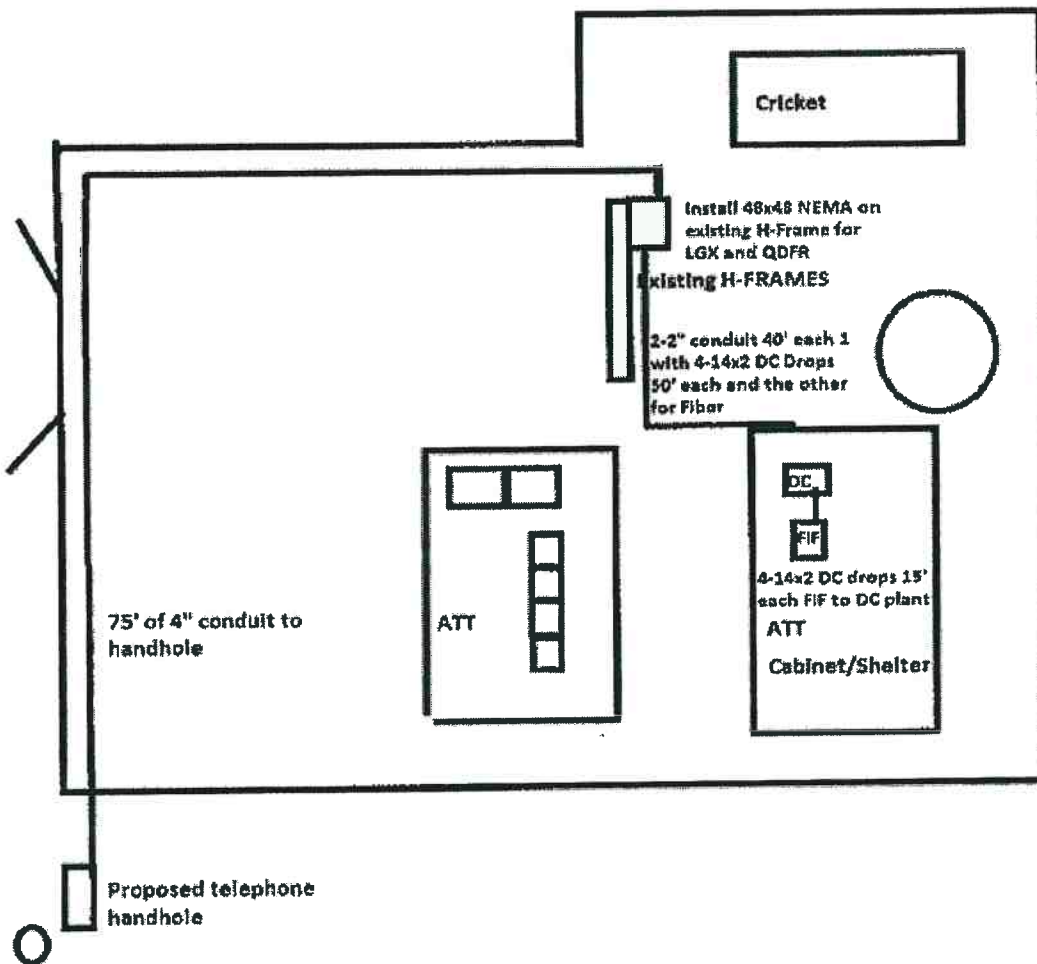 Cricket
Install 48x48 NEMA on
existing H-Frame for
LGX and QDFR
Existing H-FRAMES
2-2" conduit 40' each 1
with 4-14x2 DC Drops
50' each and the other
for Fiber
DC
FIF
4-14x2 DC drops 15'
each FIF to DC plant
ATT
Cabinet/Shelter
ATT
75' of 4" conduit to
handhole
Proposed telephone
handhole